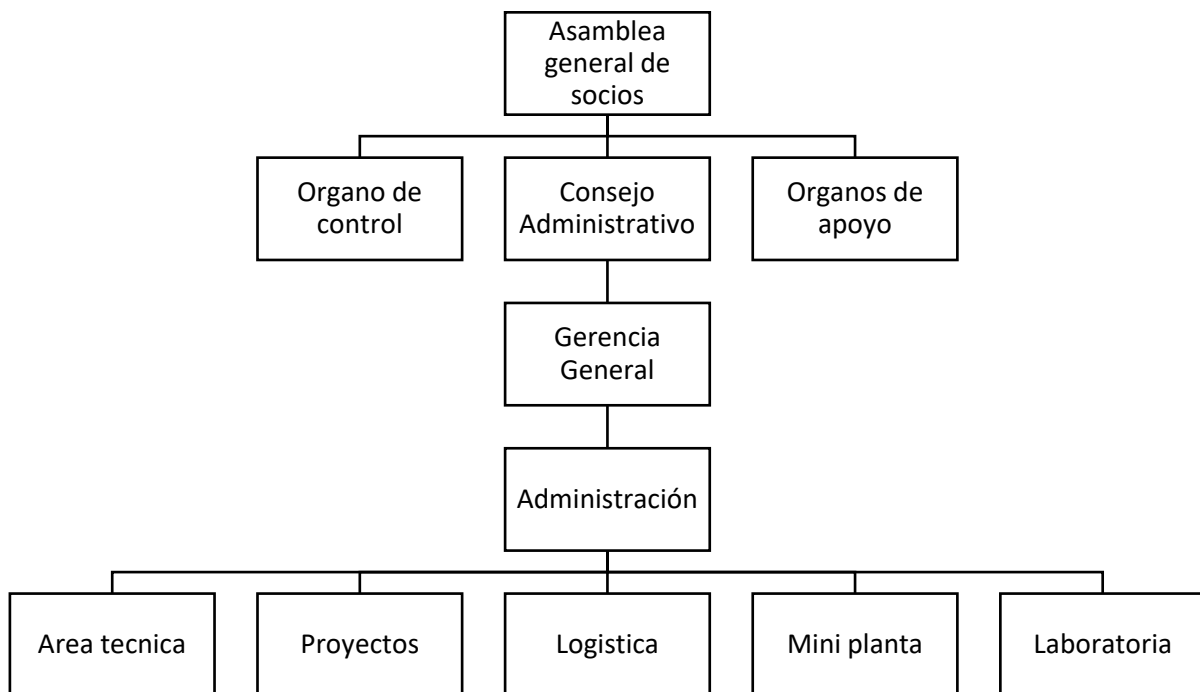 Asamblea
general de
socios
Organo de
control
Consejo
Administrativo
Organos de
apoyo
Gerencia
General
Administración
Area tecnica
Proyectos
Logistica
Mini planta
Laboratoria